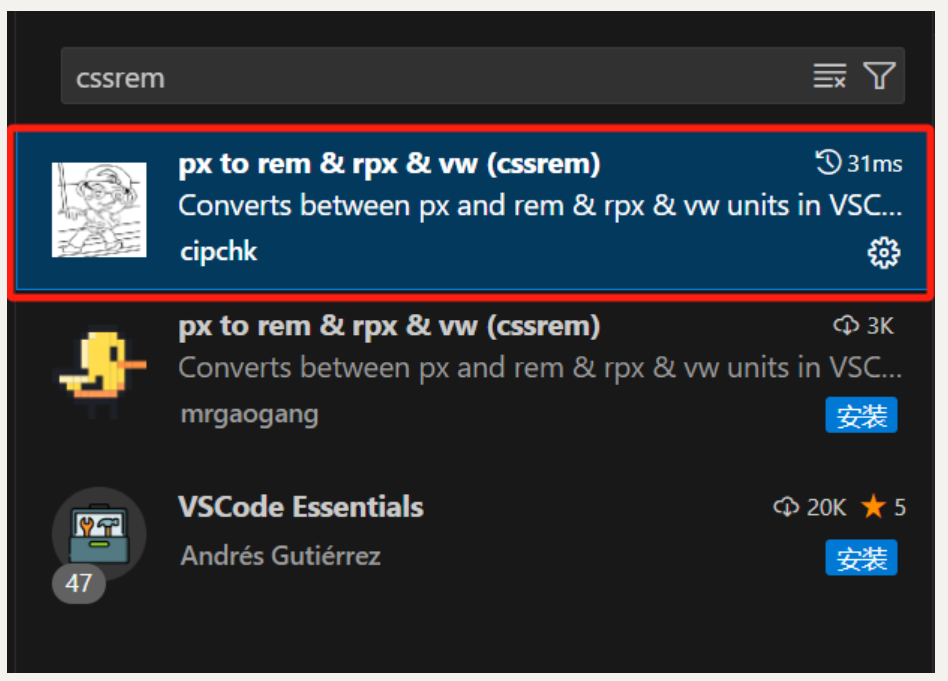 cssrem
px to rem & rpx & vw (cssrem) 31ms
Converts between px and rem & rpx & vw units in VSC...
cipchk
px to rem & rpx & vw (cssrem) 3K
Converts between px and rem & rpx & vw units in VSC...
mrgaogang 安装
VSCode Essentials 20K 5
Andrés Gutiérrez 安装
47